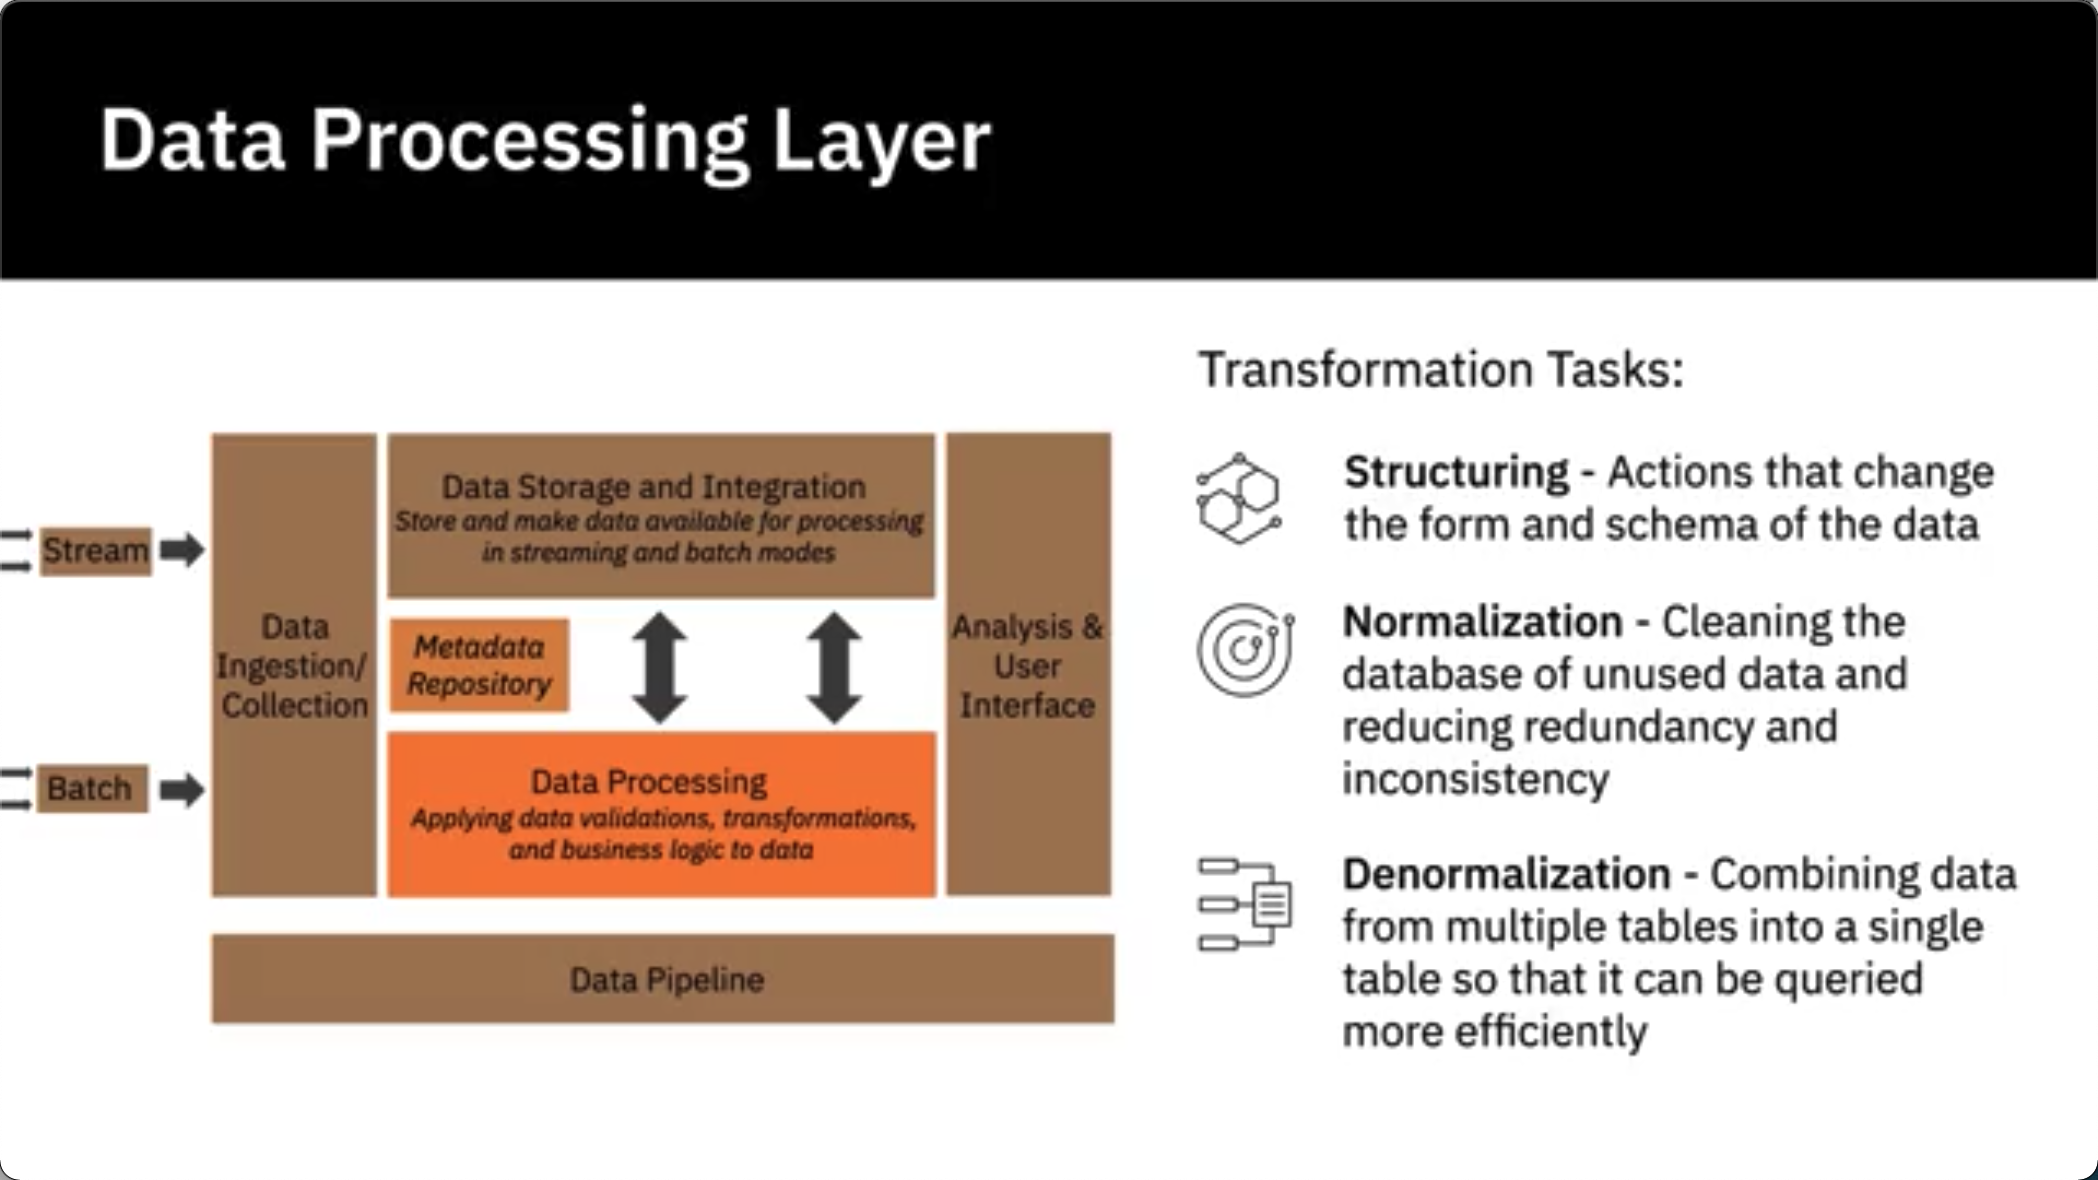 Data Processing Layer
Stream
Batch
Data
Ingestion/
Collection
Data Storage and Integration
Store and make data available for processing
in streaming and batch modes
Metadata
Repository
Data Processing
Applying data validations, transformations,
and business logic to data
Analysis &
User
Interface
Data Pipeline
Transformation Tasks:
Structuring - Actions that change
the form and schema of the data
Normalization - Cleaning the
database of unused data and
reducing redundancy and
inconsistency
Denormalization - Combining data
from multiple tables into a single
table so that it can be queried
more efficiently